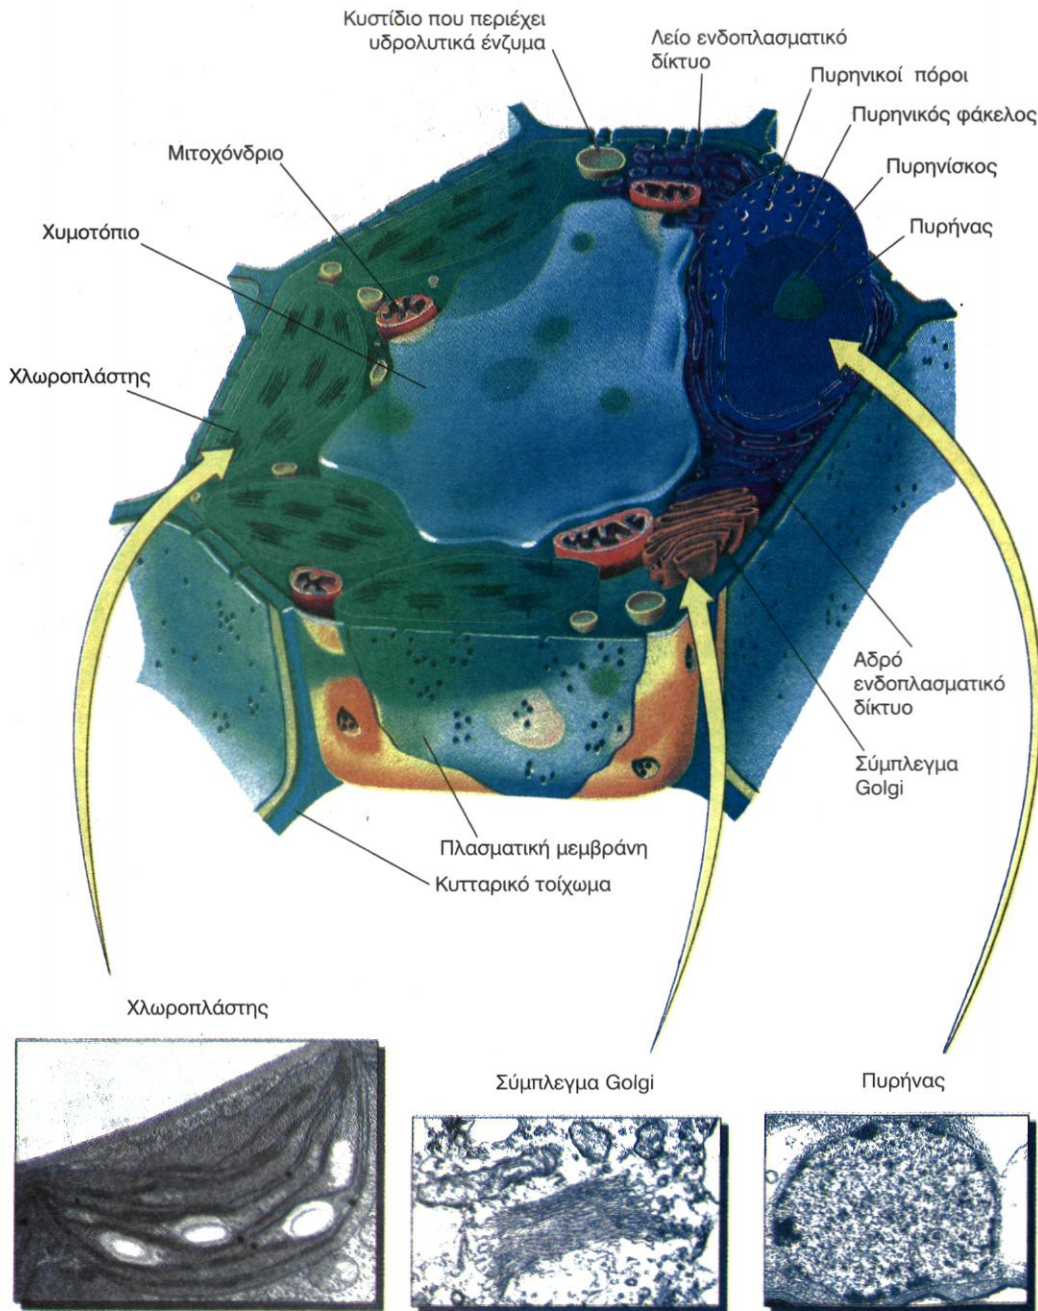 Κυστίδιο που περιέχει
υδρολυτικά ένζυμα
Λείο ενδοπλασματικό
δίκτυο
Πυρηνικοί πόροι
Πυρηνικός φάκελος
Μιτοχόνδριο
Πυρηνίσκος
Χυμοτόπιο
Πυρήνας
Χλωροπλάστης
Αδρό
ενδοπλασματικό
δίκτυο
Σύμπλεγμα
Golgi
Πλασματική μεμβράνη
Κυτταρικό τοίχωμα
Χλωροπλάστης
Σύμπλεγμα Golgi
Πυρήνας